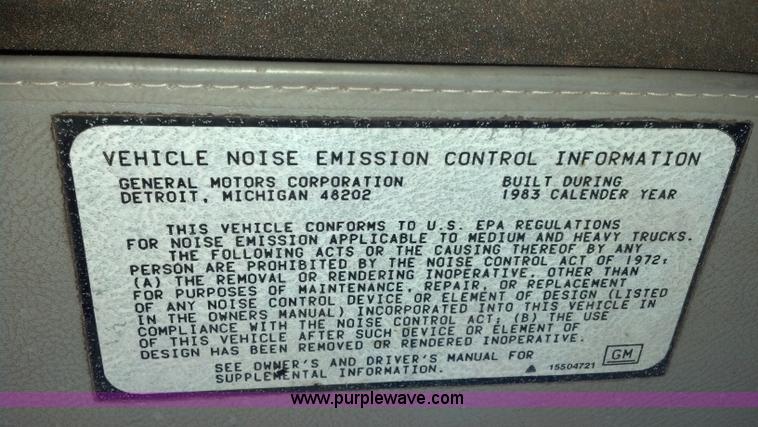 VEHICLE NOISE EMISSION CONTROL INFORMATION
GENERAL MOTORS CORPORATION BUILT DURING
DETROIT, MICHIGAN 48202 1983 CALENDER YEAR
THIS VEHICLE CONFORMS TO U.S. EPA REGULATIONS
FOR NOISE EMISSION APPLICABLE TO MEDIUM AND HEAVY TRUCKS.
THE FOLLOWING ACTS OR THE CAUSING THEREOF BY ANY
PERSON ARE PROHIBITED BY THE NOISE CONTROL ACT OF 1972:
(A) THE REMOVAL OR RENDERING INOPERATIVE, OTHER THAN
FOR PURPOSES OF MAINTENANCE, REPAIR, OR REPLACEMENT
OF ANY NOISE CONTROL DEVICE OR ELEMENT OF DESIGN (LISTED
IN THE OWNERS MANUAL) INCORPORATED INTO THIS VEHICLE IN
COMPLIANCE WITH THE NOISE CONTROL ACT; (B) THE USE
OF THIS VEHICLE AFTER SUCH DEVICE OR ELEMENT OF
DESIGN HAS BEEN REMOVED OR RENDERED INOPERATIVE.
SEE OWNER'S AND DRIVER'S MANUAL FOR
SUPPLEMENTAL INFORMATION.
15504721 GM
www.purplewave.com